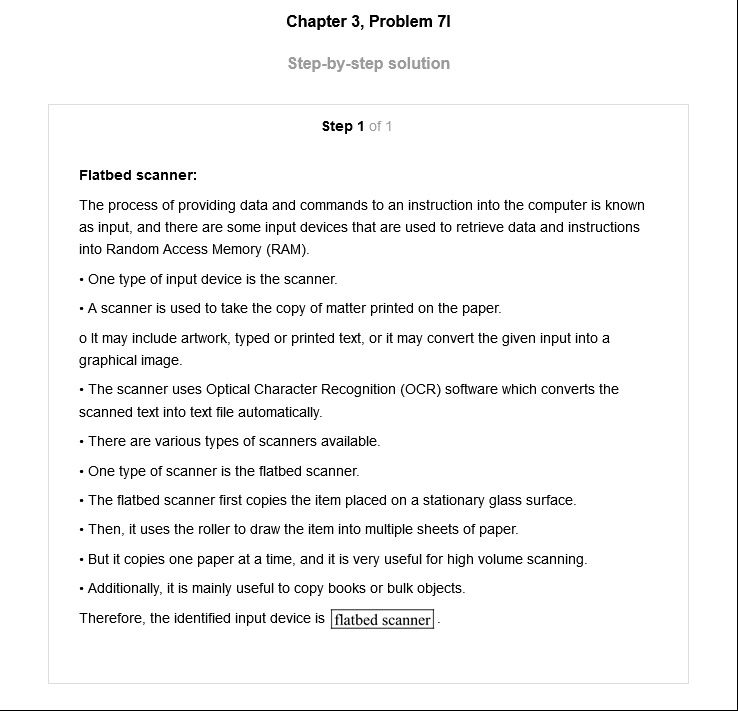 Chapter 3, Problem 7I
Step-by-step solution
Step 1 of 1
Flatbed scanner:
The process of providing data and commands to an instruction into the computer is known
as input, and there are some input devices that are used to retrieve data and instructions
into Random Access Memory (RAM).
• One type of input device is the scanner.
• A scanner is used to take the copy of matter printed on the paper.
o It may include artwork, typed or printed text, or it may convert the given input into a
graphical image.
• The scanner uses Optical Character Recognition (OCR) software which converts the
scanned text into text file automatically.
• There are various types of scanners available.
• One type of scanner is the flatbed scanner.
• The flatbed scanner first copies the item placed on a stationary glass surface.
• Then, it uses the roller to draw the item into multiple sheets of paper.
• But it copies one paper at a time, and it is very useful for high volume scanning.
• Additionally, it is mainly useful to copy books or bulk objects.
Therefore, the identified input device is flatbed scanner.